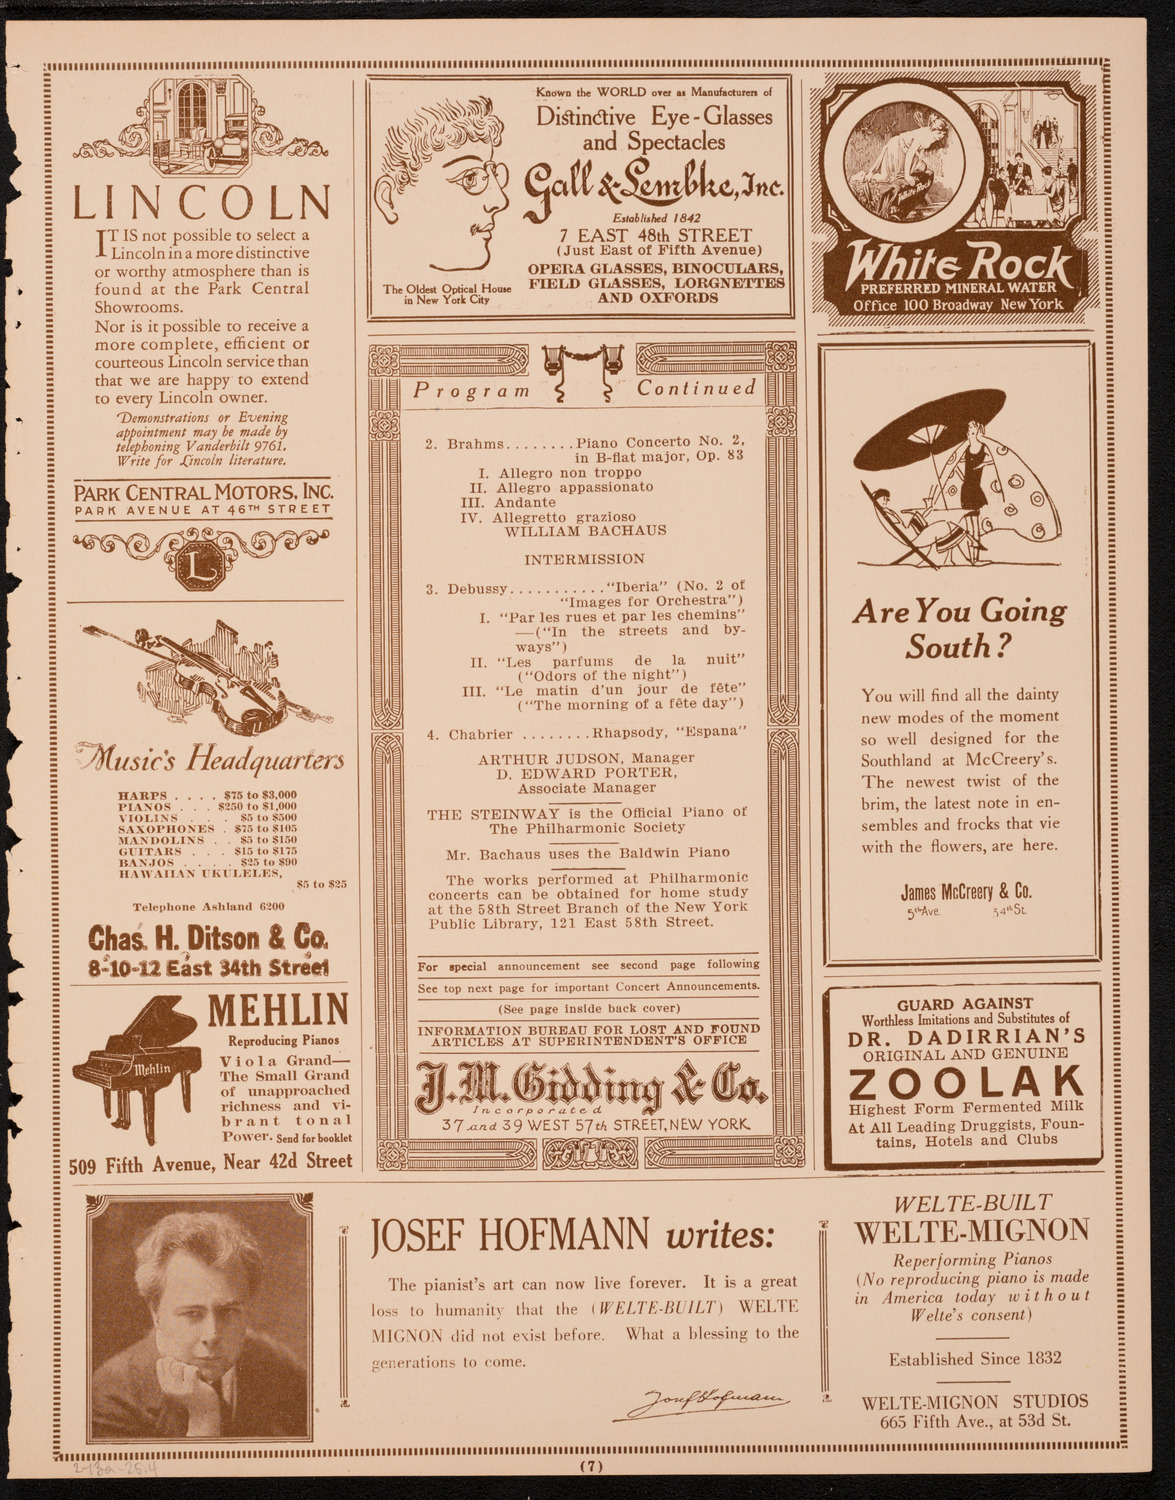 LINCOLN
IT IS not possible to select a
Lincoln in a more distinctive
or worthy atmosphere than is
found at the Park Central
Showrooms.
Nor is it possible to receive a
more complete, efficient or
courteous Lincoln service than
that we are happy to extend
to every Lincoln owner.
Demonstrations or Evening
appointment may be made by
telephoning Vanderbilt 9761.
Write for Lincoln literature.
PARK CENTRAL MOTORS, INC.
PARK AVENUE AT 46TH STREET
L
Music's Headquarters
HARPS . . . . $75 to $3,000
PIANOS . . . $250 to $1,000
VIOLINS . . . $5 to $500
SAXOPHONES . $75 to $105
MANDOLINS . . $5 to $150
GUITARS . . . $15 to $175
BANJOS . . . . $25 to $90
HAWAIIAN UKULELES,
$5 to $25
Telephone Ashland 6200
Chas. H. Ditson & Co.
8-10-12 East 34th Street
MEHLIN
Reproducing Pianos
Mehlin
Viola Grand—
The Small Grand
of unapproached
richness and vi-
brant tonal
Power. Send for booklet
509 Fifth Avenue, Near 42d Street
Known the WORLD over as Manufacturers of
Distinctive Eye-Glasses
and Spectacles
Gall & Lembke, Inc.
Established 1842
7 EAST 48th STREET
(Just East of Fifth Avenue)
OPERA GLASSES, BINOCULARS,
FIELD GLASSES, LORGNETTES
AND OXFORDS
The Oldest Optical House
in New York City
Program Continued
2. Brahms........Piano Concerto No. 2,
in B-flat major, Op. 83
I. Allegro non troppo
II. Allegro appassionato
III. Andante
IV. Allegretto grazioso
WILLIAM BACHAUS
INTERMISSION
3. Debussy..........."Iberia" (No. 2 of
"Images for Orchestra")
I. "Par les rues et par les chemins"
—("In the streets and by-
ways")
II. "Les parfums de la nuit"
("Odors of the night")
III. "Le matin d'un jour de fête"
("The morning of a fête day")
4. Chabrier ........Rhapsody, "Espana"
ARTHUR JUDSON, Manager
D. EDWARD PORTER,
Associate Manager
THE STEINWAY is the Official Piano of
The Philharmonic Society
Mr. Bachaus uses the Baldwin Piano
The works performed at Philharmonic
concerts can be obtained for home study
at the 58th Street Branch of the New York
Public Library, 121 East 58th Street.
For special announcement see second page following
See top next page for important Concert Announcements.
(See page inside back cover)
INFORMATION BUREAU FOR LOST AND FOUND
ARTICLES AT SUPERINTENDENT'S OFFICE
J.M. Gidding & Co.
Incorporated
37 and 39 WEST 57th STREET, NEW YORK
White Rock
PREFERRED MINERAL WATER
Office 100 Broadway New York
Are You Going
South?
You will find all the dainty
new modes of the moment
so well designed for the
Southland at McCreery's.
The newest twist of the
brim, the latest note in en-
sembles and frocks that vie
with the flowers, are here.
James McCreery & Co.
5th Ave. 34th St.
GUARD AGAINST
Worthless Imitations and Substitutes of
DR. DADIRRIAN'S
ORIGINAL AND GENUINE
ZOOLAK
Highest Form Fermented Milk
At All Leading Druggists, Foun-
tains, Hotels and Clubs
JOSEF HOFMANN writes:
The pianist's art can now live forever. It is a great
loss to humanity that the (WELTE-BUILT) WELTE
MIGNON did not exist before. What a blessing to the
generations to come.
Josef Hofmann
WELTE-BUILT
WELTE-MIGNON
Reperforming Pianos
(No reproducing piano is made
in America today without
Welte's consent)
Established Since 1832
WELTE-MIGNON STUDIOS
665 Fifth Ave., at 53d St.
(7)